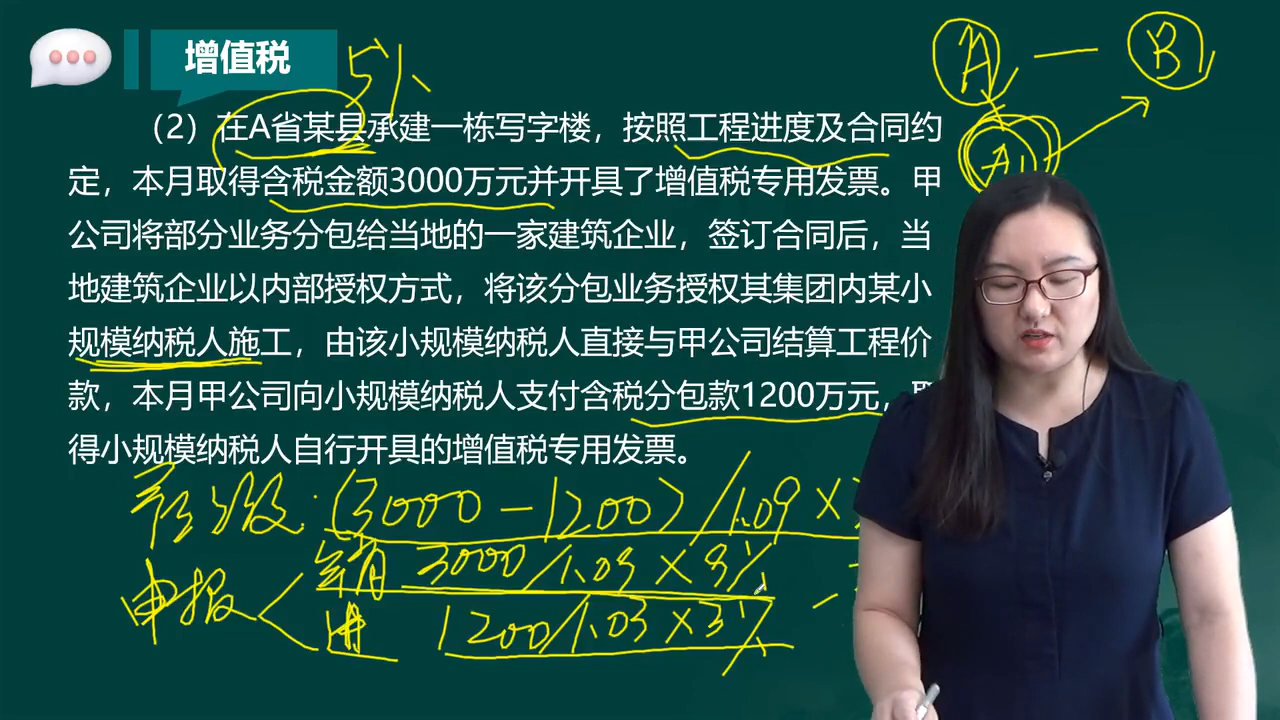 增值税
5%
A
B
A
（2）在A省某县承建一栋写字楼，按照工程进度及合同约
定，本月取得含税金额3000万元并开具了增值税专用发票。甲
公司将部分业务分包给当地的一家建筑企业，签订合同后，当
地建筑企业以内部授权方式，将该分包业务授权其集团内某小
规模纳税人施工，由该小规模纳税人直接与甲公司结算工程价
款，本月甲公司向小规模纳税人支付含税分包款1200万元，
得小规模纳税人自行开具的增值税专用发票。
(3000-1200)/1.09×
申报
销 3000/1.09×9%
进 1200/1.03×3%